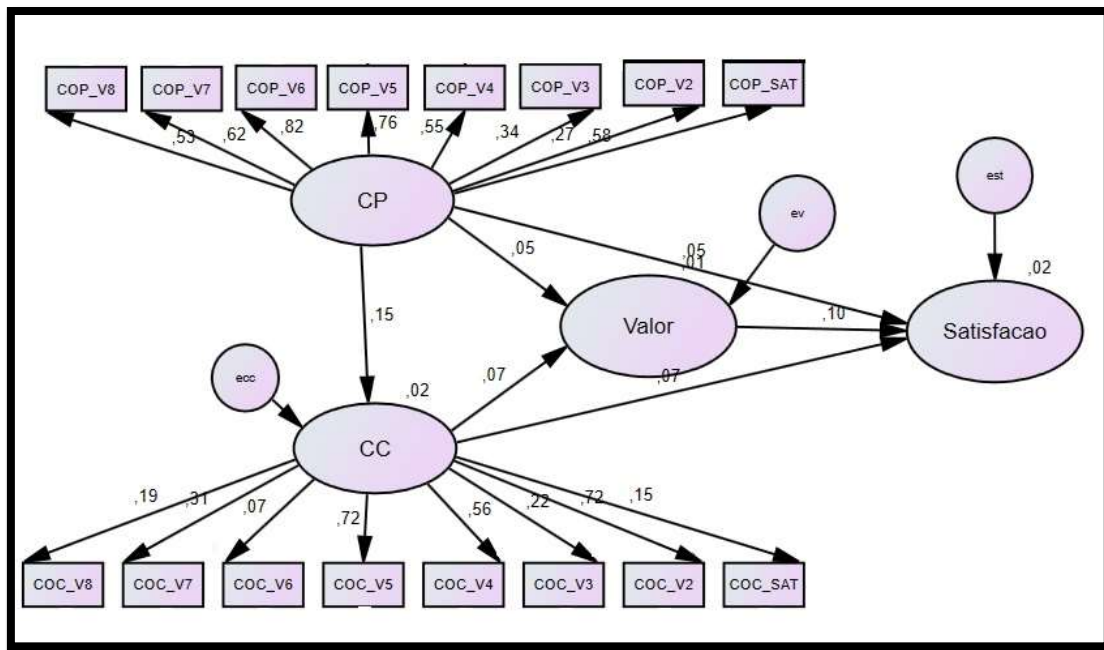 COP_V8 COP_V7 COP_V6 COP_V5 COP_V4 COP_V3 COP_V2 COP_SAT
,53 ,62 ,82 ,76 ,55 ,34 ,27 ,58
est
CP
ev
,05
,05
,01
,02
Valor
Satisfacao
,15
,10
ecc
,02
,07
,07
CC
,19 ,31 ,07 ,72 ,56 ,22 ,72 ,15
COC_V8 COC_V7 COC_V6 COC_V5 COC_V4 COC_V3 COC_V2 COC_SAT